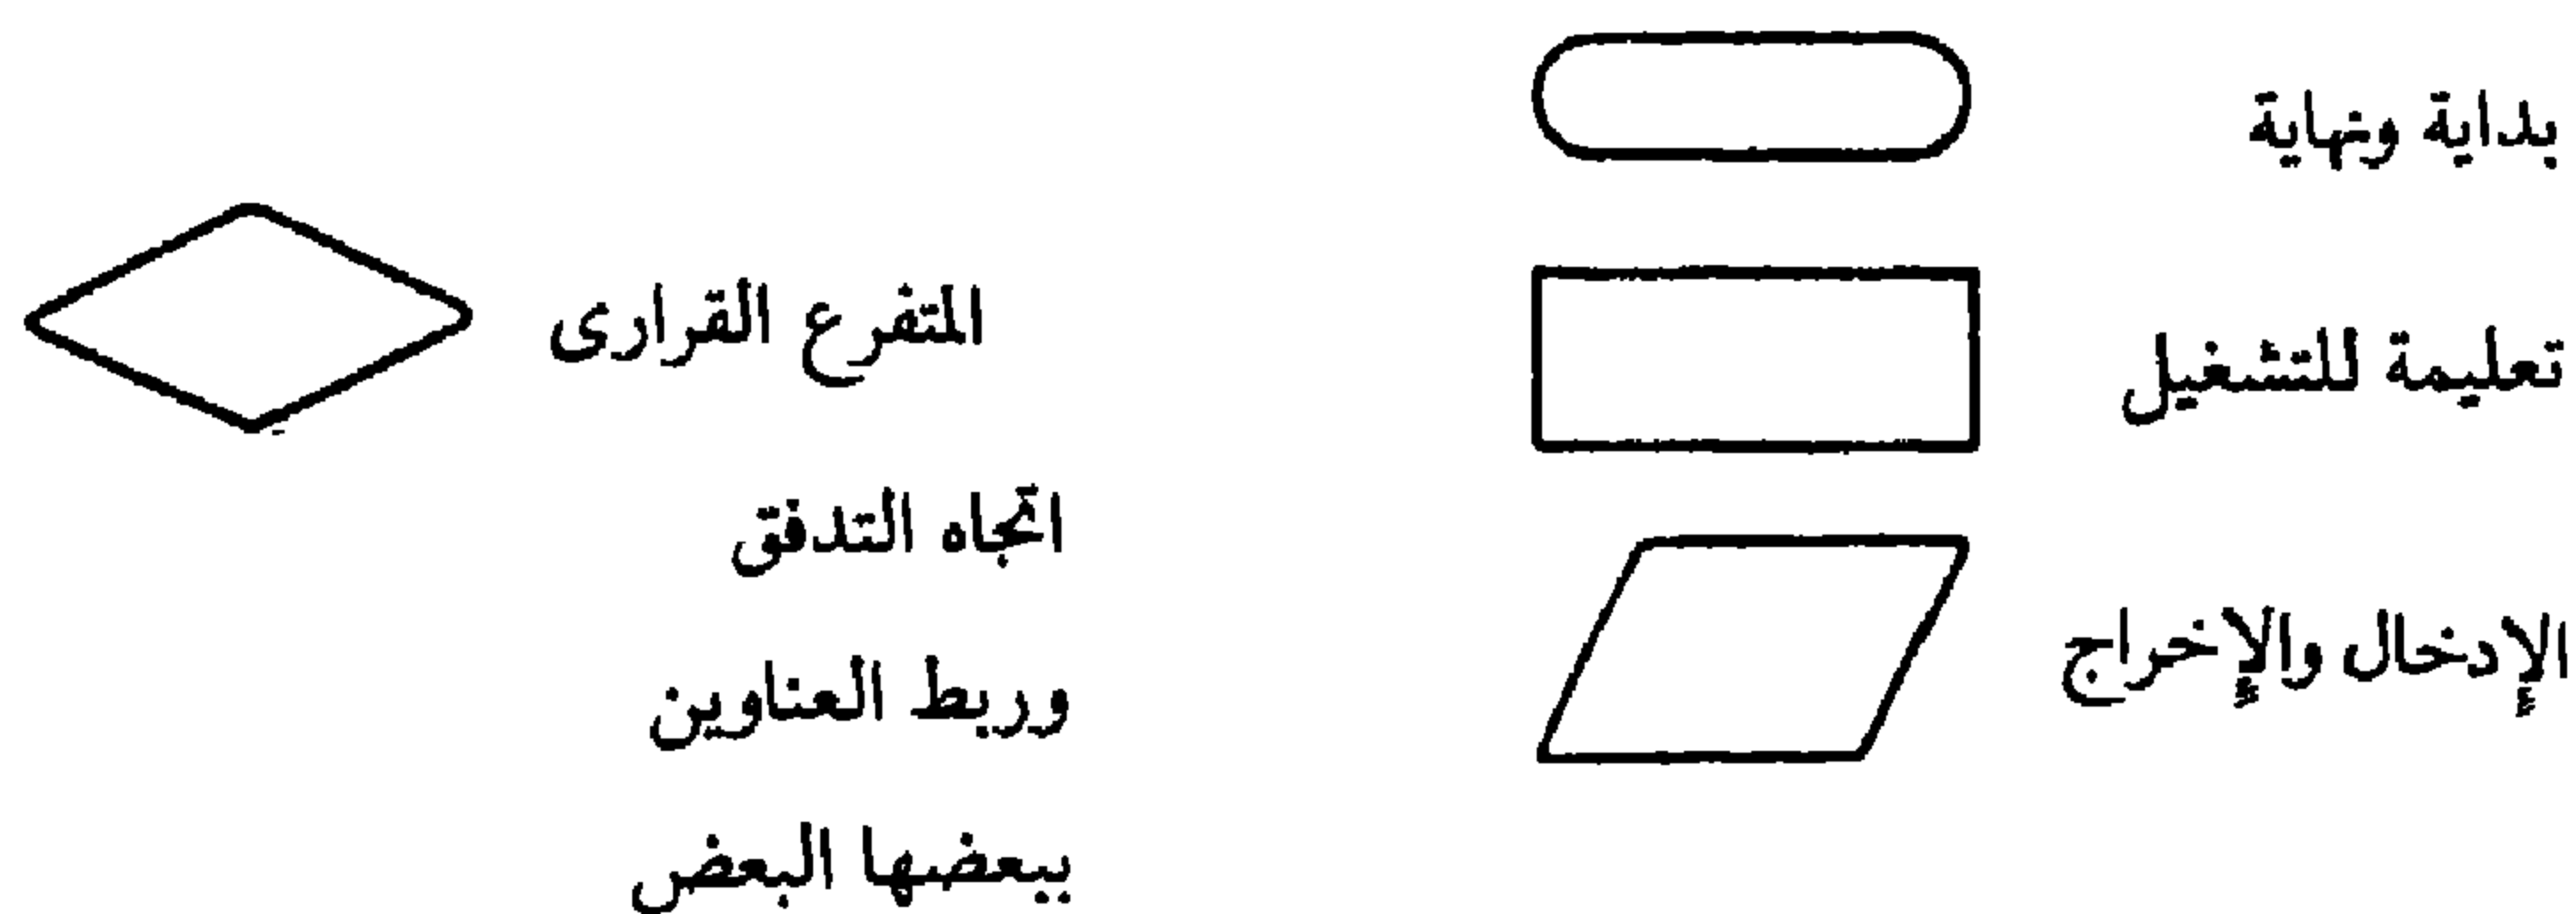 بداية ونهاية
تعليمة للتشغيل
الإدخال والإخراج
المتفرع القرارى
اتجاه التدفق
وربط العناوين
ببعضها البعض